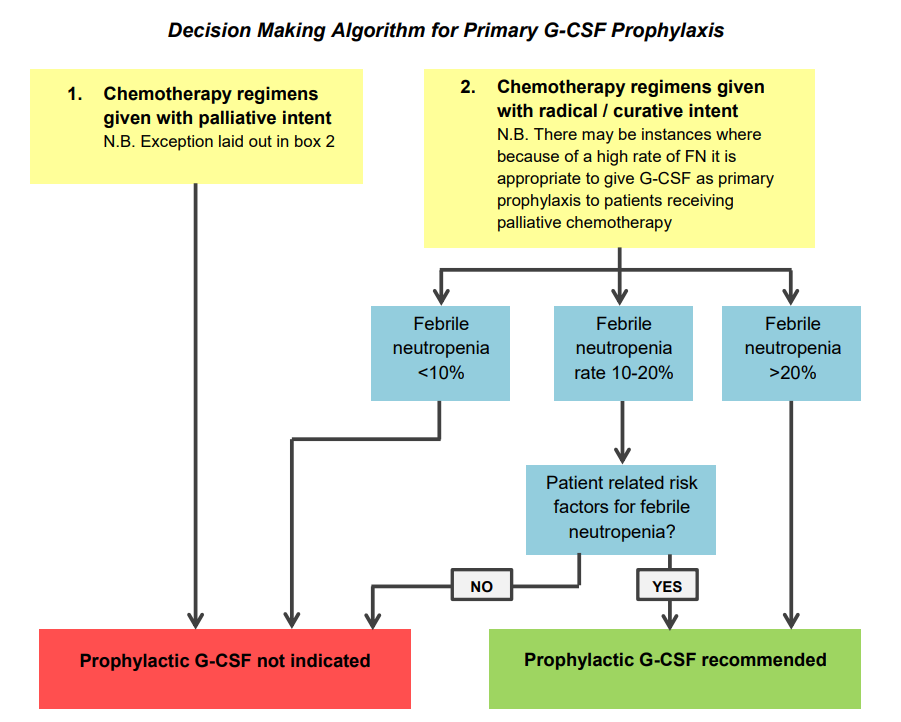 Decision Making Algorithm for Primary G-CSF Prophylaxis
1. Chemotherapy regimens
given with palliative intent
N.B. Exception laid out in box 2
2. Chemotherapy regimens given
with radical / curative intent
N.B. There may be instances where
because of a high rate of FN it is
appropriate to give G-CSF as primary
prophylaxis to patients receiving
palliative chemotherapy
Febrile
neutropenia
<10%
Febrile
neutropenia
rate 10-20%
Febrile
neutropenia
>20%
Patient related risk
factors for febrile
neutropenia?
NO
YES
Prophylactic G-CSF not indicated
Prophylactic G-CSF recommended